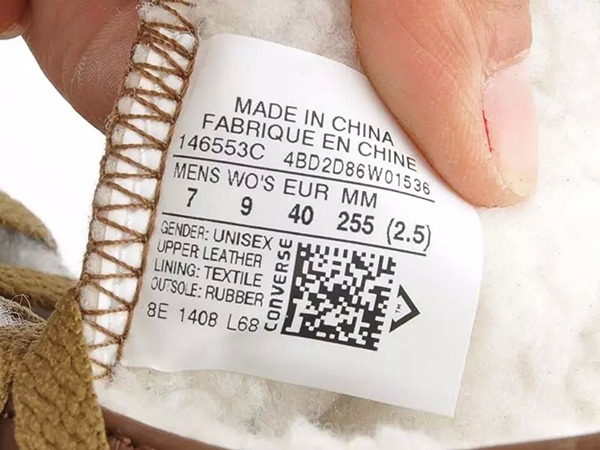 MADE IN CHINA
FABRIQUE EN CHINE
146553C 4BD2D86W01536
MENS WO'S EUR MM
7 9 40 255 (2.5)
GENDER: UNISEX
UPPER: LEATHER
LINING: TEXTILE
OUTSOLE: RUBBER
8E 1408 L68
CONVERSE